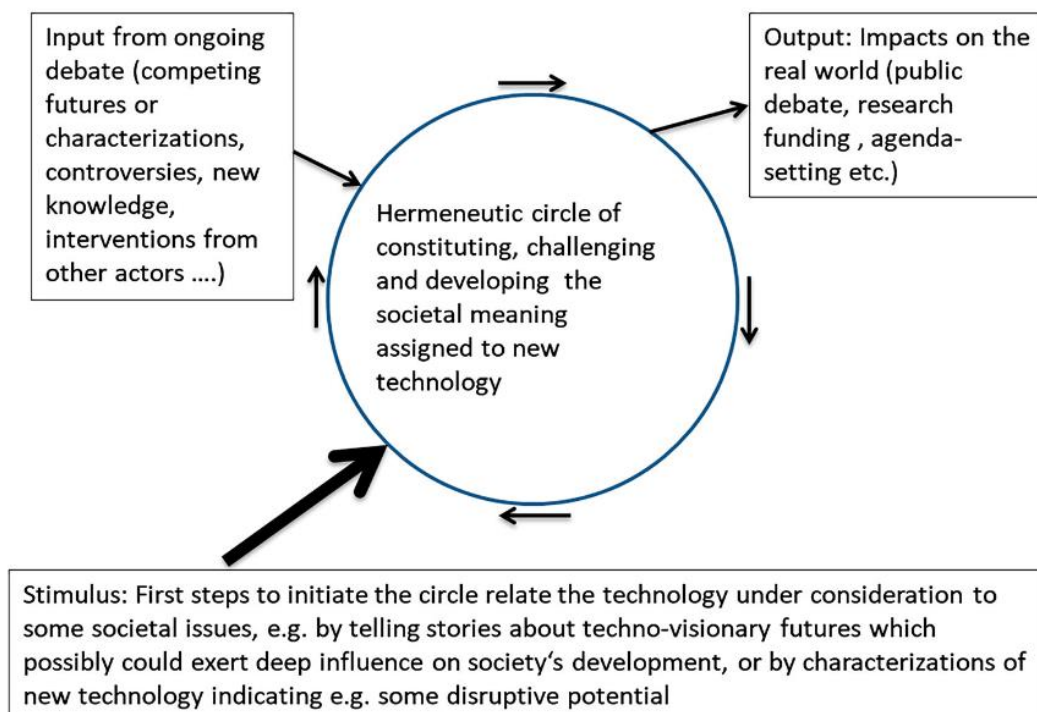 Input from ongoing
debate (competing
futures or
characterizations,
controversies, new
knowledge,
interventions from
other actors ....)
Output: Impacts on the
real world (public
debate, research
funding , agenda-
setting etc.)
Hermeneutic circle of
constituting, challenging
and developing  the
societal meaning
assigned to new
technology
Stimulus: First steps to initiate the circle relate the technology under consideration to
some societal issues, e.g. by telling stories about techno-visionary futures which
possibly could exert deep influence on society‘s development, or by characterizations of
new technology indicating e.g. some disruptive potential